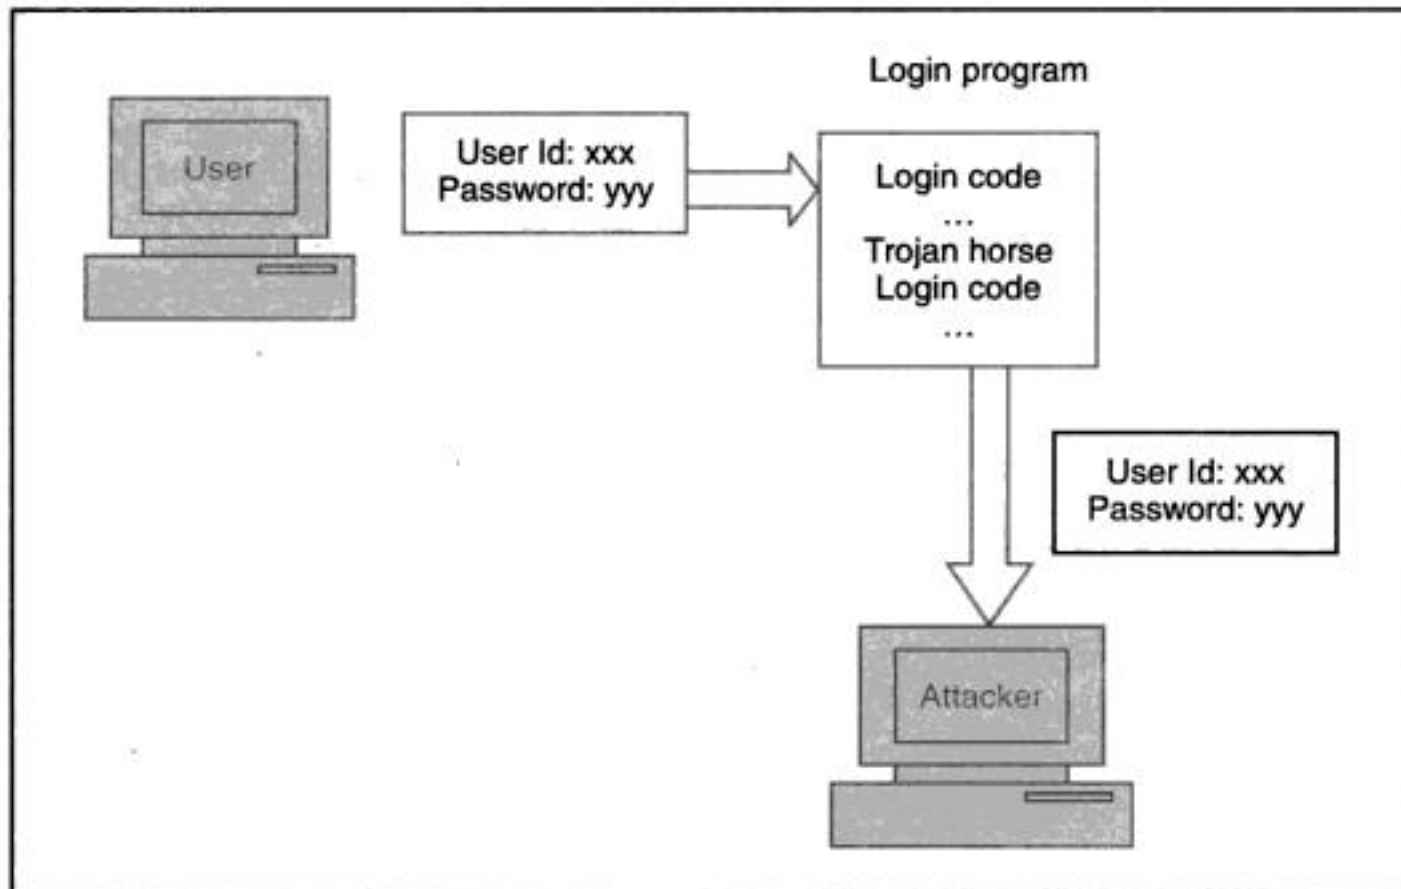 Login program
User
User Id: xxx
Password: yyy
Login code
...
Trojan horse
Login code
...
User Id: xxx
Password: yyy
Attacker